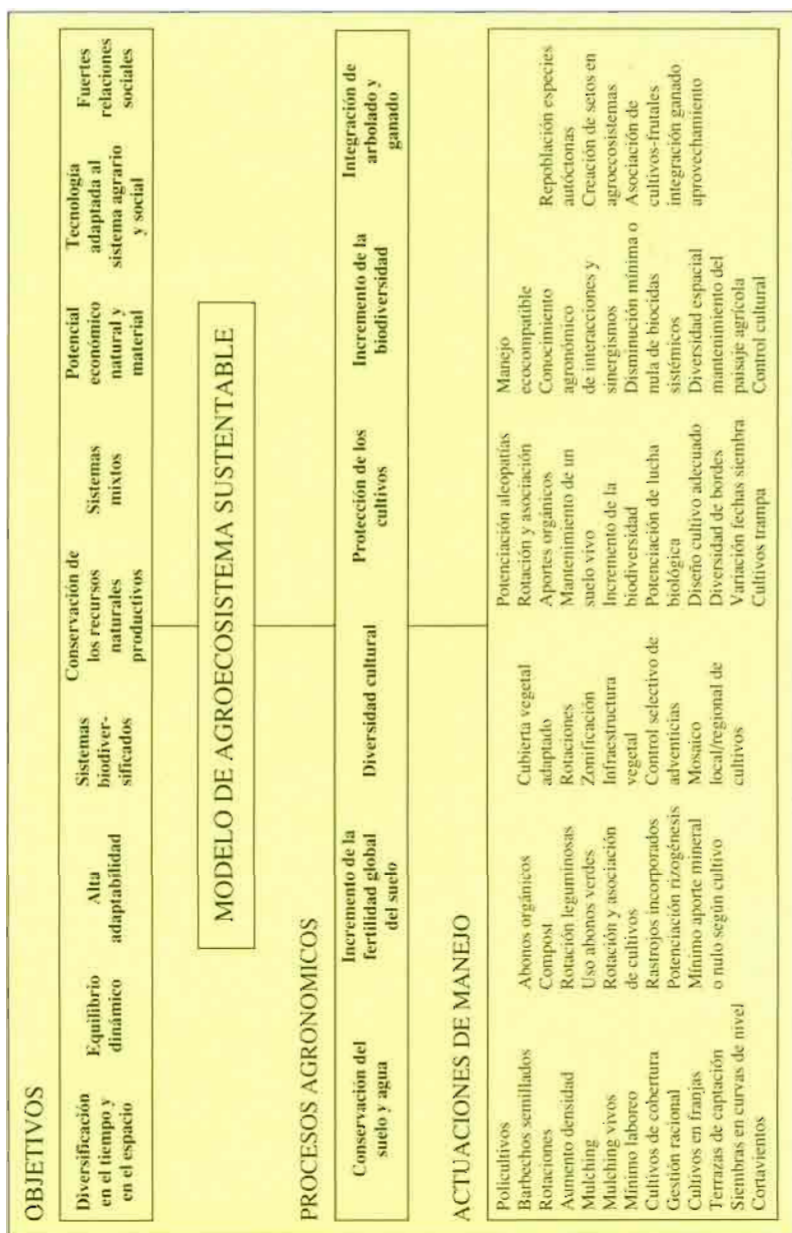 OBJETIVOS
Diversificación
en el tiempo y
en el espacio
Equilibrio
dinámico
Alta
adaptabilidad
Sistemas
biodiver-
sificados
Conservación de
los recursos
naturales
productivos
Sistemas
mixtos
Potencial
económico
natural y
material
Tecnología
adaptada al
sistema agrario
y social
Fuertes
relaciones
sociales
MODELO DE AGROECOSISTEMA SUSTENTABLE
PROCESOS AGRONOMICOS
Conservación del
suelo y agua
Incremento de la
fertilidad global
del suelo
Diversidad cultural
Protección de los
cultivos
Incremento de la
biodiversidad
Integración de
arbolado y
ganado
ACTUACIONES DE MANEJO
Policultivos
Barbechos semillados
Rotaciones
Aumento densidad
Mulching
Mulching vivos
Mínimo laboreo
Cultivos de cobertura
Gestión racional
Cultivos en franjas
Terrazas de captación
Siembras en curvas de nivel
Cortavientos
Abonos orgánicos
Compost
Rotación leguminosas
Uso abonos verdes
Rotación y asociación
de cultivos
Rastrojos incorporados
Potenciación rizogénesis
Mínimo aporte mineral
o nulo según cultivo
Cubierta vegetal
adaptado
Rotaciones
Zonificación
Infraestructura
vegetal
Control selectivo de
adventicias
Mosaico
local/regional de
cultivos
Potenciación aleopatías
Rotación y asociación
Aportes orgánicos
Mantenimiento de un
suelo vivo
Incremento de la
biodiversidad
Potenciación de lucha
biológica
Diseño cultivo adecuado
Diversidad de bordes
Variación fechas siembra
Cultivos trampa
Manejo
ecocompatible
Conocimiento
agronómico
de interacciones y
sinergismos
Disminución mínima o
nula de biocidas
sistémicos
Diversidad espacial
mantenimiento del
paisaje agrícola
Control cultural
Repoblación especies
autóctonas
Creación de setos en
agroecosistemas
Asociación de
cultivos-frutales
integración ganado
aprovechamiento